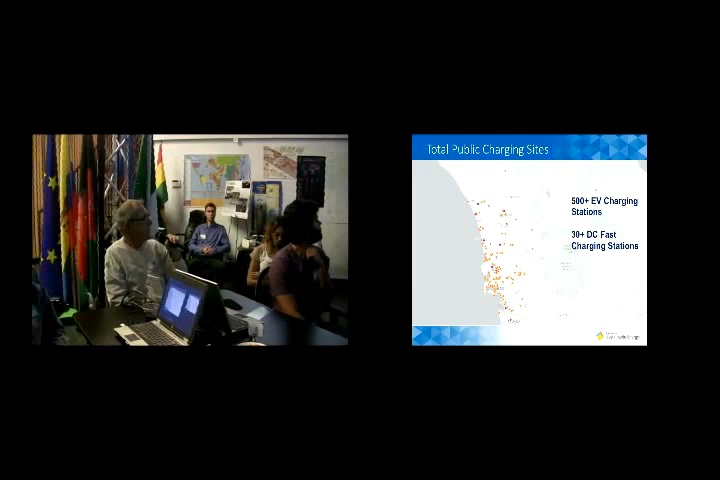 Total Public Charging Sites
500+ EV Charging
Stations
30+ DC Fast
Charging Stations